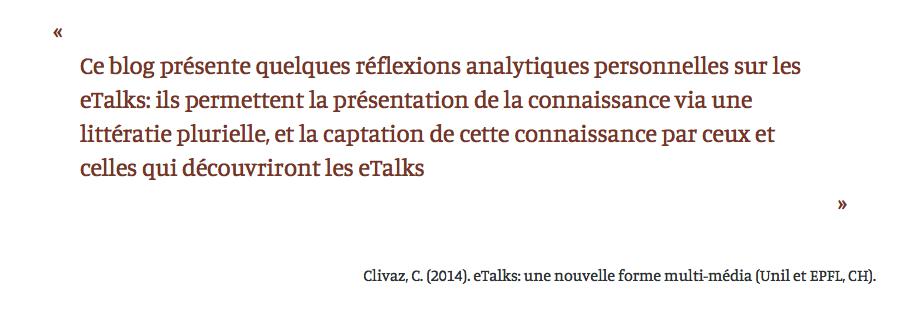 «
Ce blog présente quelques réflexions analytiques personnelles sur les
eTalks: ils permettent la présentation de la connaissance via une
littératie plurielle, et la captation de cette connaissance par ceux et
celles qui découvriront les eTalks
»
Clivaz, C. (2014). eTalks: une nouvelle forme multi-média (Unil et EPFL, CH).